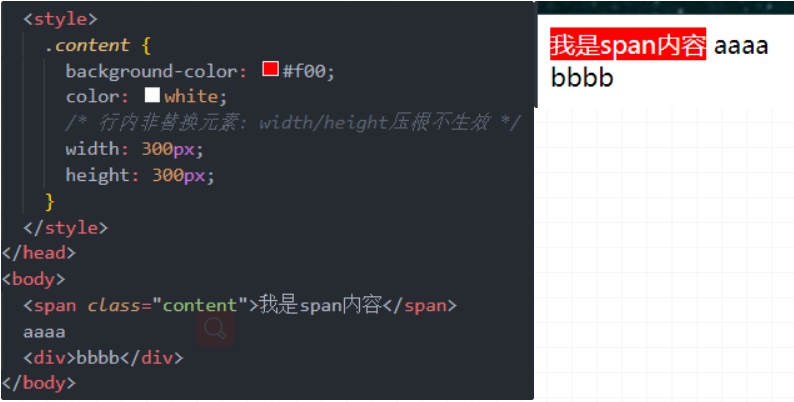 <style>
.content {
background-color: #f00;
color: white;
/* 行内非替换元素: width/height压根不生效 */
width: 300px;
height: 300px;
}
</style>
</head>
<body>
<span class="content">我是span内容</span>
aaaa
<div>bbbb</div>
</body>
我是span内容 aaaa
bbbb